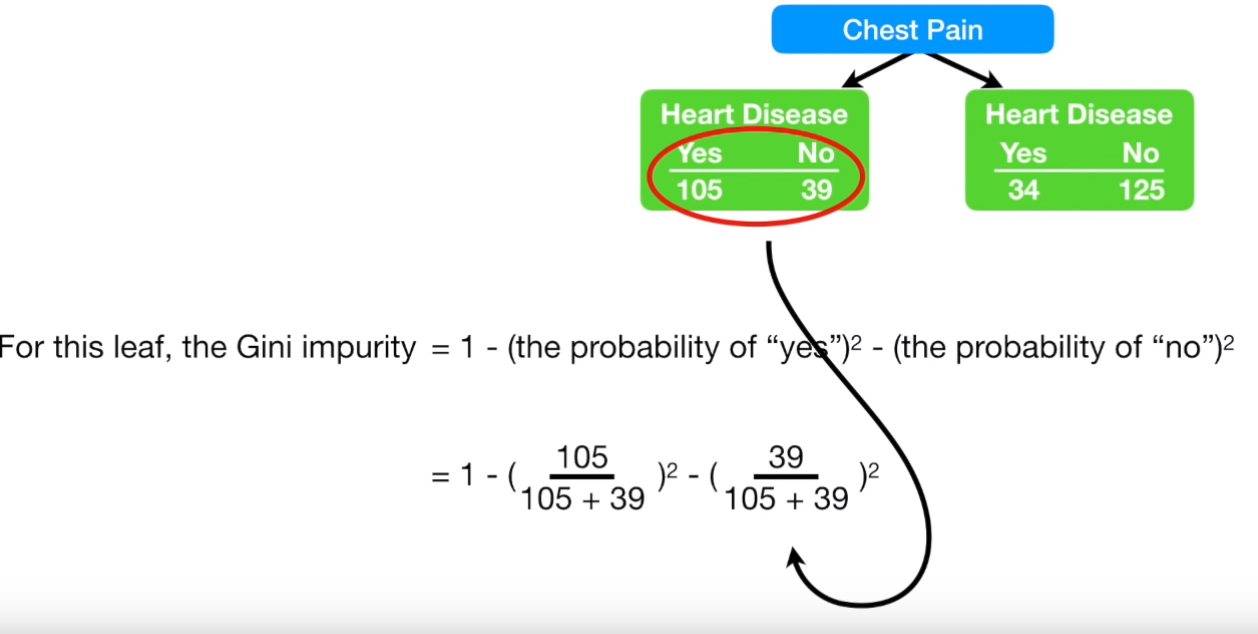 Chest Pain
Heart Disease
Yes No
105 39
Heart Disease
Yes No
34 125
For this leaf, the Gini impurity = 1 - (the probability of “yes”)² - (the probability of “no”)²
= 1 - ( 105 / 105 + 39 )² - ( 39 / 105 + 39 )²